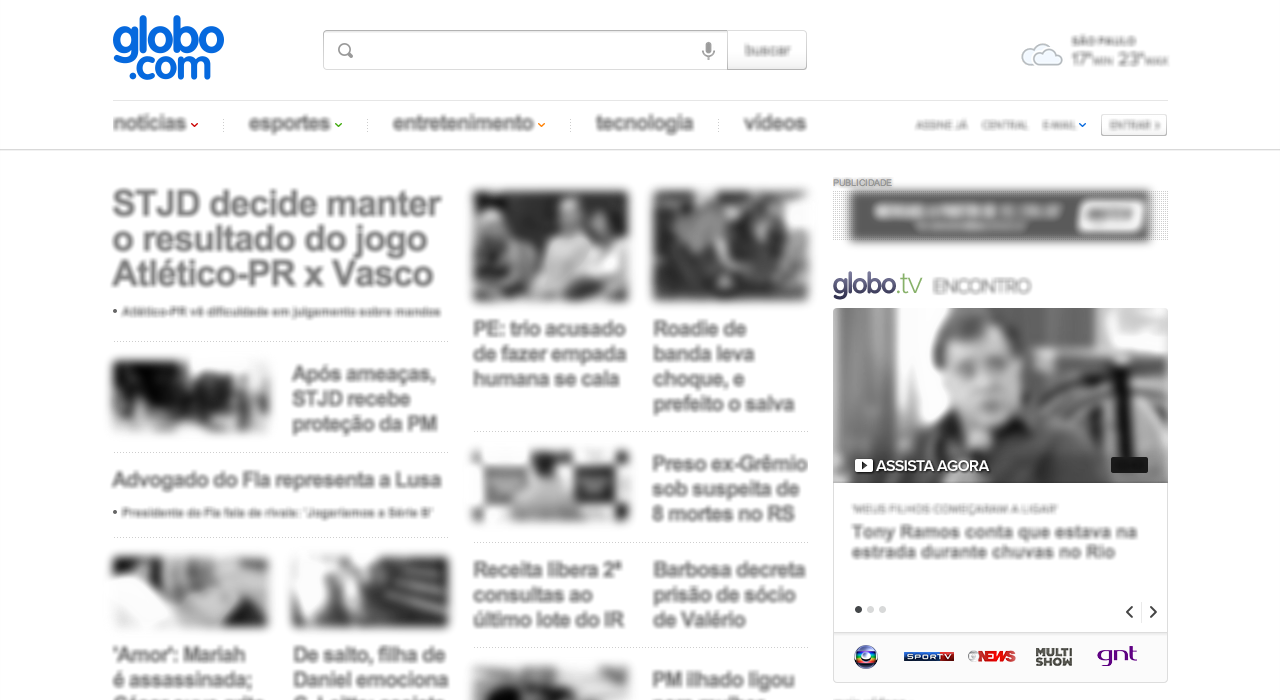 globo
.com
buscar
SÃO PAULO
17°MIN 23°MAX
notícias esportes entretenimento tecnologia vídeos
ASSINE JÁ CENTRAL E-MAIL ENTRAR
PUBLICIDADE
STJD decide manter
o resultado do jogo
Atlético-PR x Vasco
• Atlético-PR vê dificuldade em julgamento sobre mandos
Após ameaças,
STJD recebe
proteção da PM
Advogado do Fla representa a Lusa
• Presidente do Fla fala de rivais: 'Jogaríamos a Série B'
'Amor': Mariah
é assassinada;
De salto, filha de
Daniel emociona
PE: trio acusado
de fazer empada
humana se cala
Roadie de
banda leva
choque, e
prefeito o salva
Preso ex-Grêmio
sob suspeita de
8 mortes no RS
Receita libera 2ª
consultas ao
último lote do IR
Barbosa decreta
prisão de sócio
de Valério
PM ilhado ligou
globo.tv ENCONTRO
ASSISTA AGORA
'MEUS FILHOS COMEÇARAM A LIGAR'
Tony Ramos conta que estava na
estrada durante chuvas no Rio
SPORTV NEWS MULTI SHOW gnt